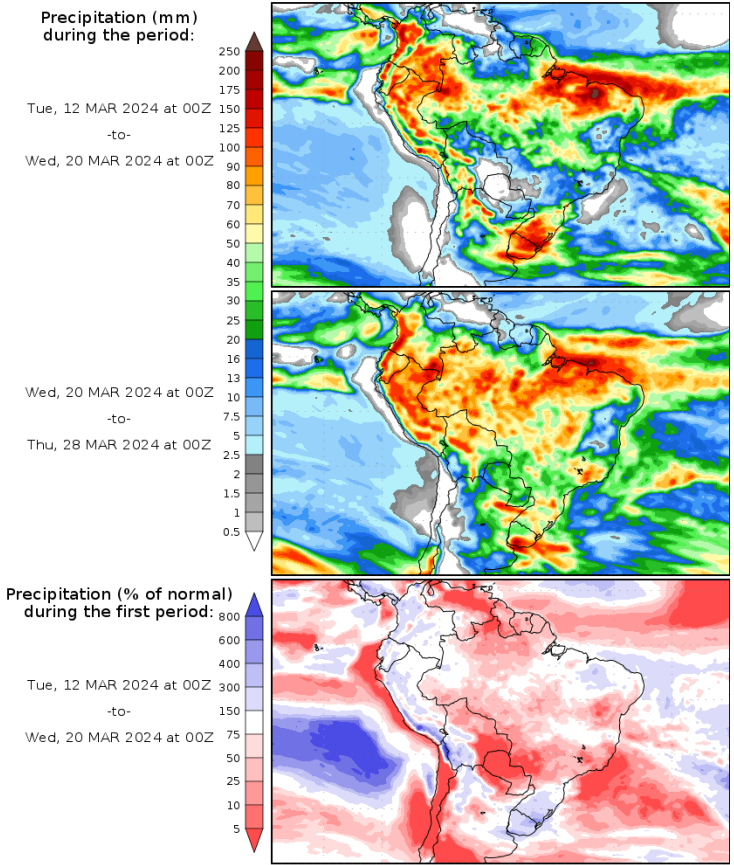 Precipitation (mm)
during the period:
250
200
175
150
125
100
90
80
70
60
50
40
35
30
25
20
16
13
10
7.5
5
2.5
2
1.5
1
0.5
Tue, 12 MAR 2024 at 00Z
-to-
Wed, 20 MAR 2024 at 00Z
Wed, 20 MAR 2024 at 00Z
-to-
Thu, 28 MAR 2024 at 00Z
Precipitation (% of normal)
during the first period:
800
600
400
300
150
75
50
25
10
5
Tue, 12 MAR 2024 at 00Z
-to-
Wed, 20 MAR 2024 at 00Z